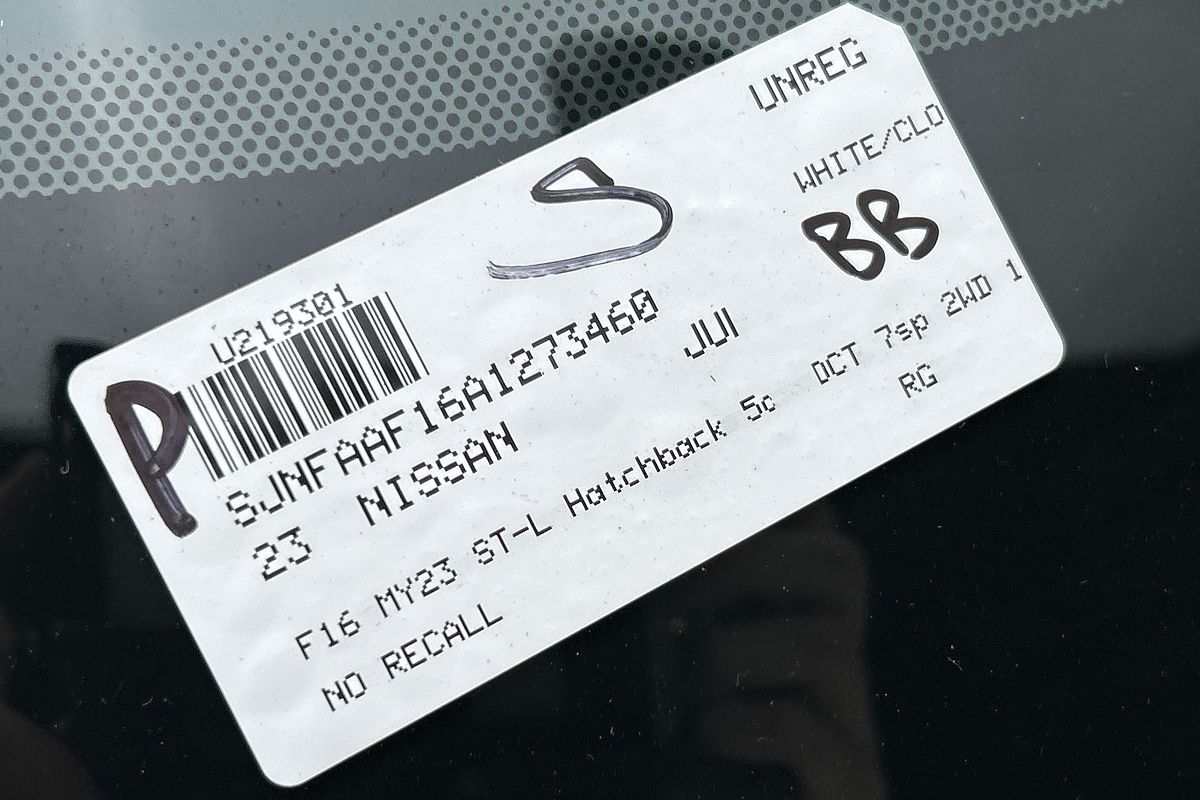 UNREG
WHITE/CLO
S
BB
U219301
P
SJNFAAF16A1273460
23 NISSAN JUI
F16 MY23 ST-L Hatchback 5d DCT 7sp 2WD 1
NO RECALL RG